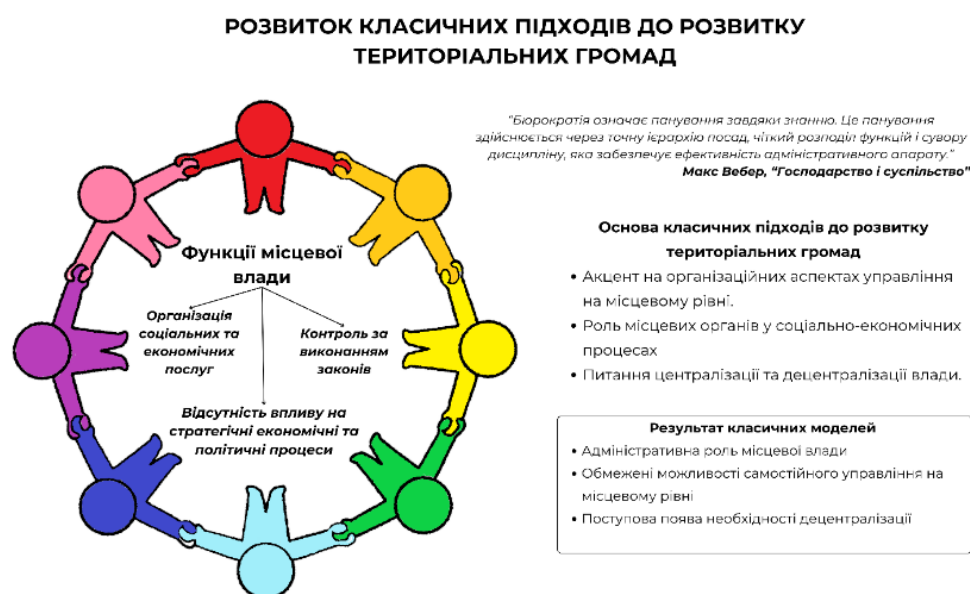 РОЗВИТОК КЛАСИЧНИХ ПІДХОДІВ ДО РОЗВИТКУ
ТЕРИТОРІАЛЬНИХ ГРОМАД
“Бюрократія означає панування завдяки знанню. Це панування
здійснюється через точну ієрархію посад, чіткий розподіл функцій і сувору
дисципліну, яка забезпечує ефективність адміністративного апарату.”
Макс Вебер, “Господарство і суспільство”
Функції місцевої
влади
Організація
соціальних та
економічних
послуг
Контроль за
виконанням
законів
Відсутність впливу на
стратегічні економічні та
політичні процеси
Основа класичних підходів до розвитку
територіальних громад
• Акцент на організаційних аспектах управління
на місцевому рівні.
• Роль місцевих органів у соціально-економічних
процесах
• Питання централізації та децентралізації влади.
Результат класичних моделей
• Адміністративна роль місцевої влади
• Обмежені можливості самостійного управління на
місцевому рівні
• Поступова поява необхідності децентралізації